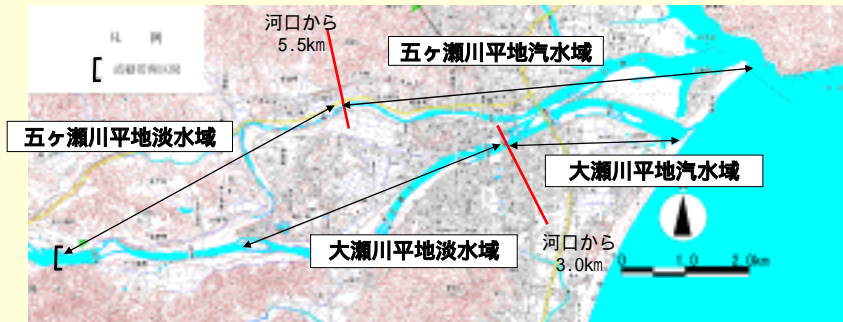 凡 例
河口から
5.5km
五ヶ瀬川平地汽水域
五ヶ瀬川平地淡水域
大瀬川平地汽水域
大瀬川平地淡水域
河口から
3.0km
0 1.0 2.0km